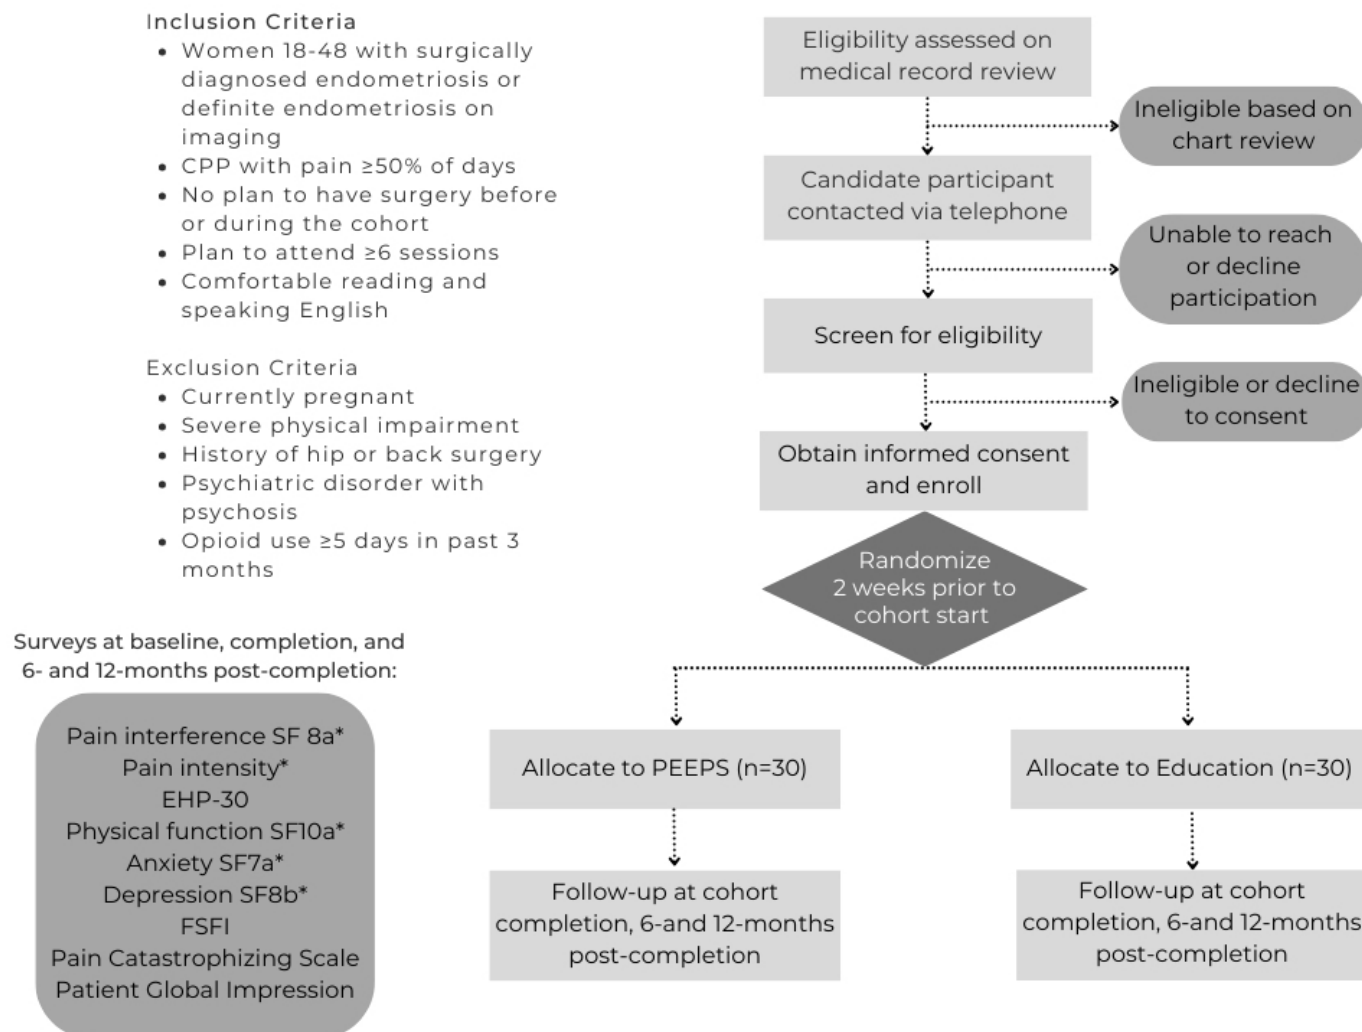 Inclusion Criteria
• Women 18-48 with surgically
diagnosed endometriosis or
definite endometriosis on
imaging
• CPP with pain ≥50% of days
• No plan to have surgery before
or during the cohort
• Plan to attend ≥6 sessions
• Comfortable reading and
speaking English
Exclusion Criteria
• Currently pregnant
• Severe physical impairment
• History of hip or back surgery
• Psychiatric disorder with
psychosis
• Opioid use ≥5 days in past 3
months
Surveys at baseline, completion, and
6- and 12-months post-completion:
Pain interference SF 8a*
Pain intensity*
EHP-30
Physical function SF10a*
Anxiety SF7a*
Depression SF8b*
FSFI
Pain Catastrophizing Scale
Patient Global Impression
Eligibility assessed on
medical record review
Ineligible based on
chart review
Candidate participant
contacted via telephone
Unable to reach
or decline
participation
Screen for eligibility
Ineligible or decline
to consent
Obtain informed consent
and enroll
Randomize
2 weeks prior to
cohort start
Allocate to PEEPS (n=30)
Allocate to Education (n=30)
Follow-up at cohort
completion, 6-and 12-months
post-completion
Follow-up at cohort
completion, 6-and 12-months
post-completion